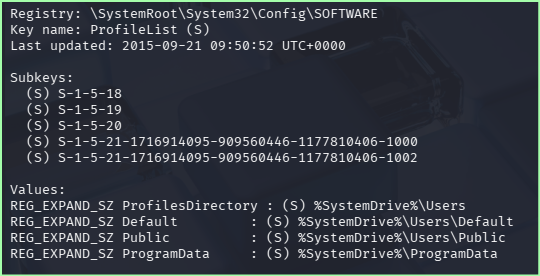 Registry: \SystemRoot\System32\Config\SOFTWARE
Key name: ProfileList (S)
Last updated: 2015-09-21 09:50:52 UTC+0000

Subkeys:
  (S) S-1-5-18
  (S) S-1-5-19
  (S) S-1-5-20
  (S) S-1-5-21-1716914095-909560446-1177810406-1000
  (S) S-1-5-21-1716914095-909560446-1177810406-1002

Values:
REG_EXPAND_SZ ProfilesDirectory : (S) %SystemDrive%\Users
REG_EXPAND_SZ Default         : (S) %SystemDrive%\Users\Default
REG_EXPAND_SZ Public          : (S) %SystemDrive%\Users\Public
REG_EXPAND_SZ ProgramData     : (S) %SystemDrive%\ProgramData